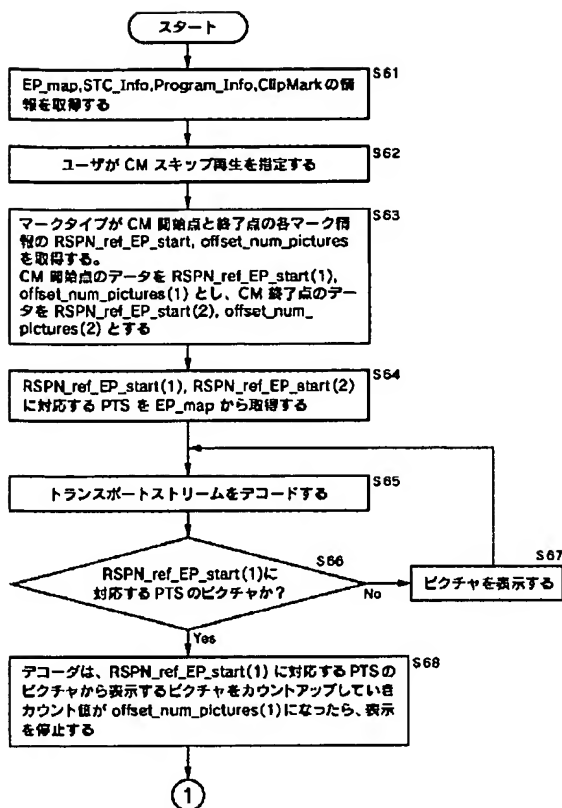 スタート
S61
EP_map,STC_Info,Program_Info,ClipMarkの情
報を取得する
S62
ユーザが CM スキップ再生を指定する
S63
マークタイプが CM 開始点と終了点の各マーク情
報の RSPN_ref_EP_start, offset_num_pictures
を取得する。
CM 開始点のデータを RSPN_ref_EP_start(1),
offset_num_pictures(1) とし、CM 終了点のデ
ータを RSPN_ref_EP_start(2), offset_num_
pictures(2) とする
S64
RSPN_ref_EP_start(1), RSPN_ref_EP_start(2)
に対応する PTS を EP_map から取得する
S65
トランスポートストリームをデコードする
S66
RSPN_ref_EP_start(1)に
対応する PTS のピクチャか?
No
S67
ピクチャを表示する
Yes
S68
デコーダは、RSPN_ref_EP_start(1) に対応する PTS の
ピクチャから表示するピクチャをカウントアップしていき
カウント値が offset_num_pictures(1)になったら、表示
を停止する
1